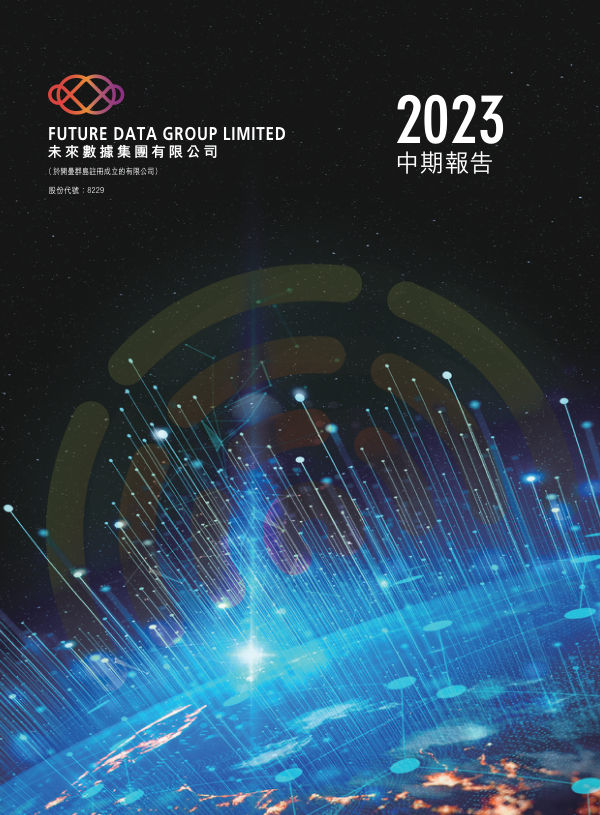 FUTURE DATA GROUP LIMITED
未來數據集團有限公司
(於開曼群島註冊成立的有限公司)
股份代號：8229
2023
中期報告